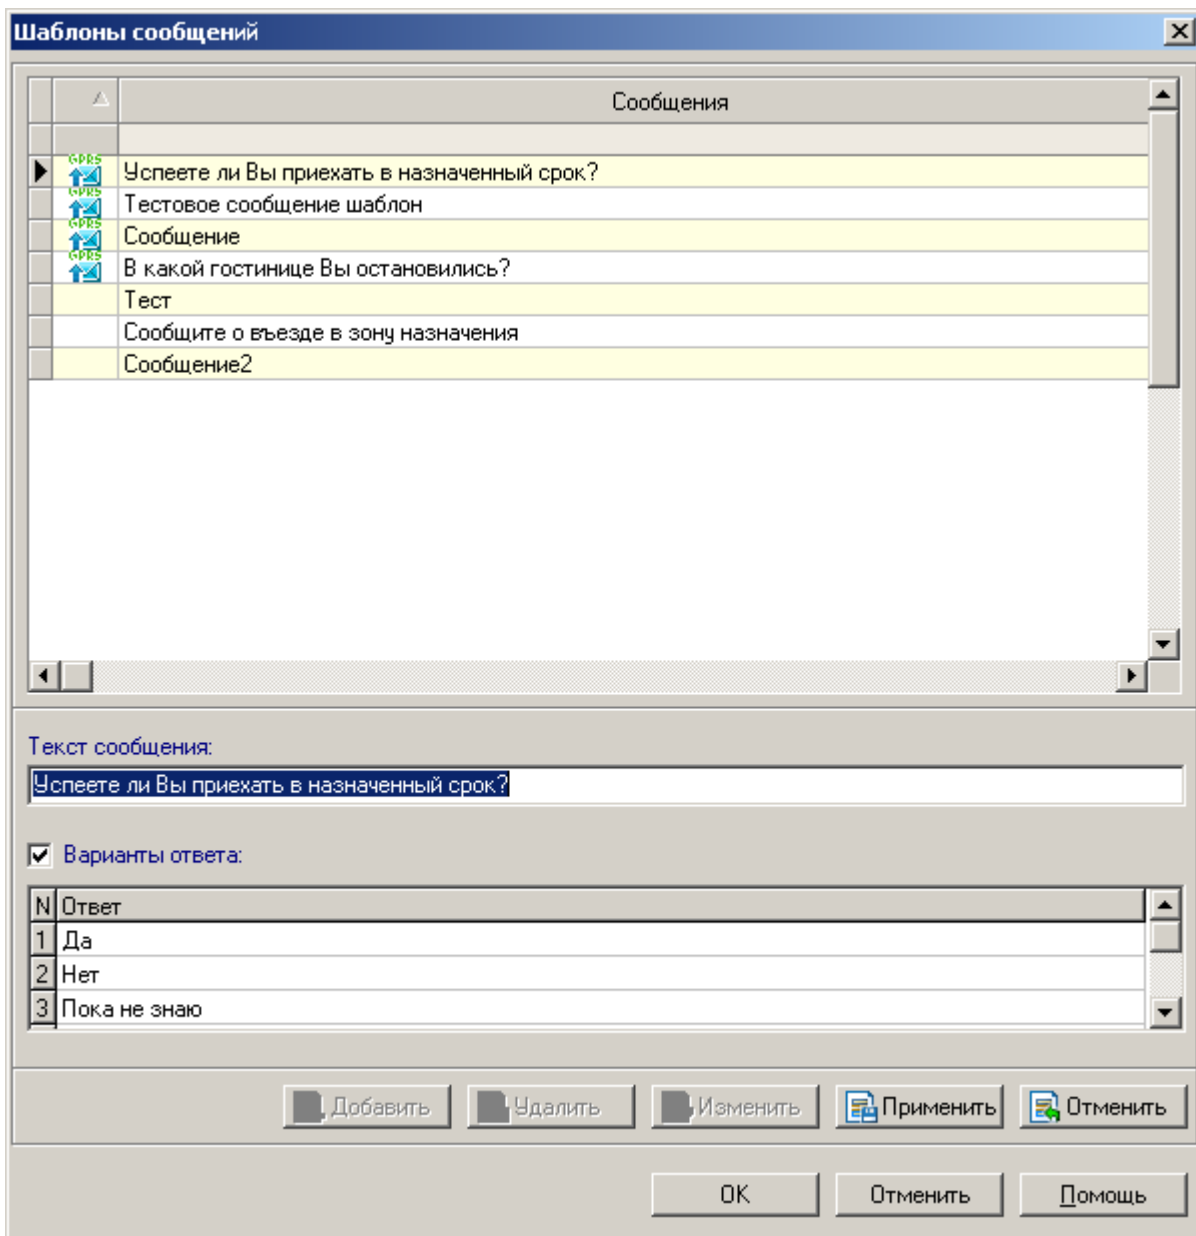 Шаблоны сообщений
Сообщения
GPRS Успеете ли Вы приехать в назначенный срок?
GPRS Тестовое сообщение шаблон
GPRS Сообщение
GPRS В какой гостинице Вы остановились?
Тест
Сообщите о въезде в зону назначения
Сообщение2
Текст сообщения:
Успеете ли Вы приехать в назначенный срок?
Варианты ответа:
N Ответ
1 Да
2 Нет
3 Пока не знаю
Добавить Удалить Изменить Применить Отменить
OK Отменить Помощь